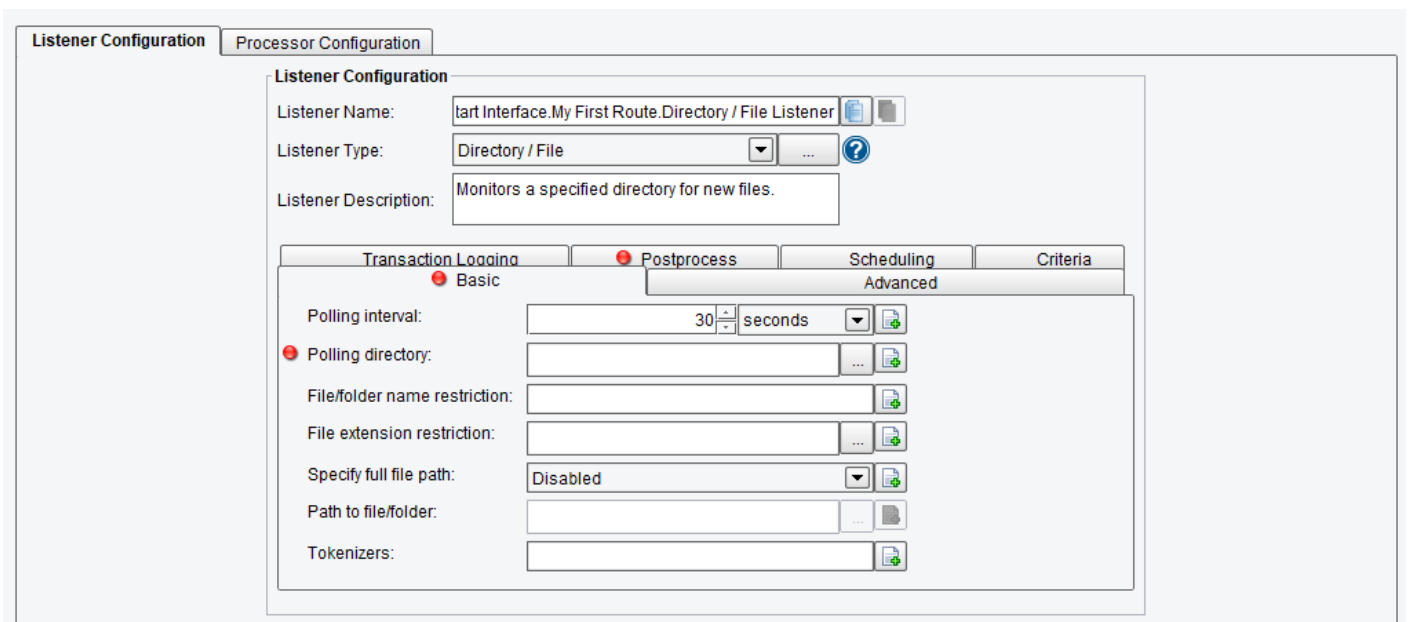 Listener Configuration Processor Configuration
Listener Configuration
Listener Name: tart Interface.My First Route.Directory / File Listener
Listener Type: Directory / File ... ?
Listener Description: Monitors a specified directory for new files.
Transaction Logging Postprocess Scheduling Criteria
Basic Advanced
Polling interval: 30 seconds
Polling directory: ...
File/folder name restriction:
File extension restriction: ...
Specify full file path: Disabled
Path to file/folder: ...
Tokenizers: